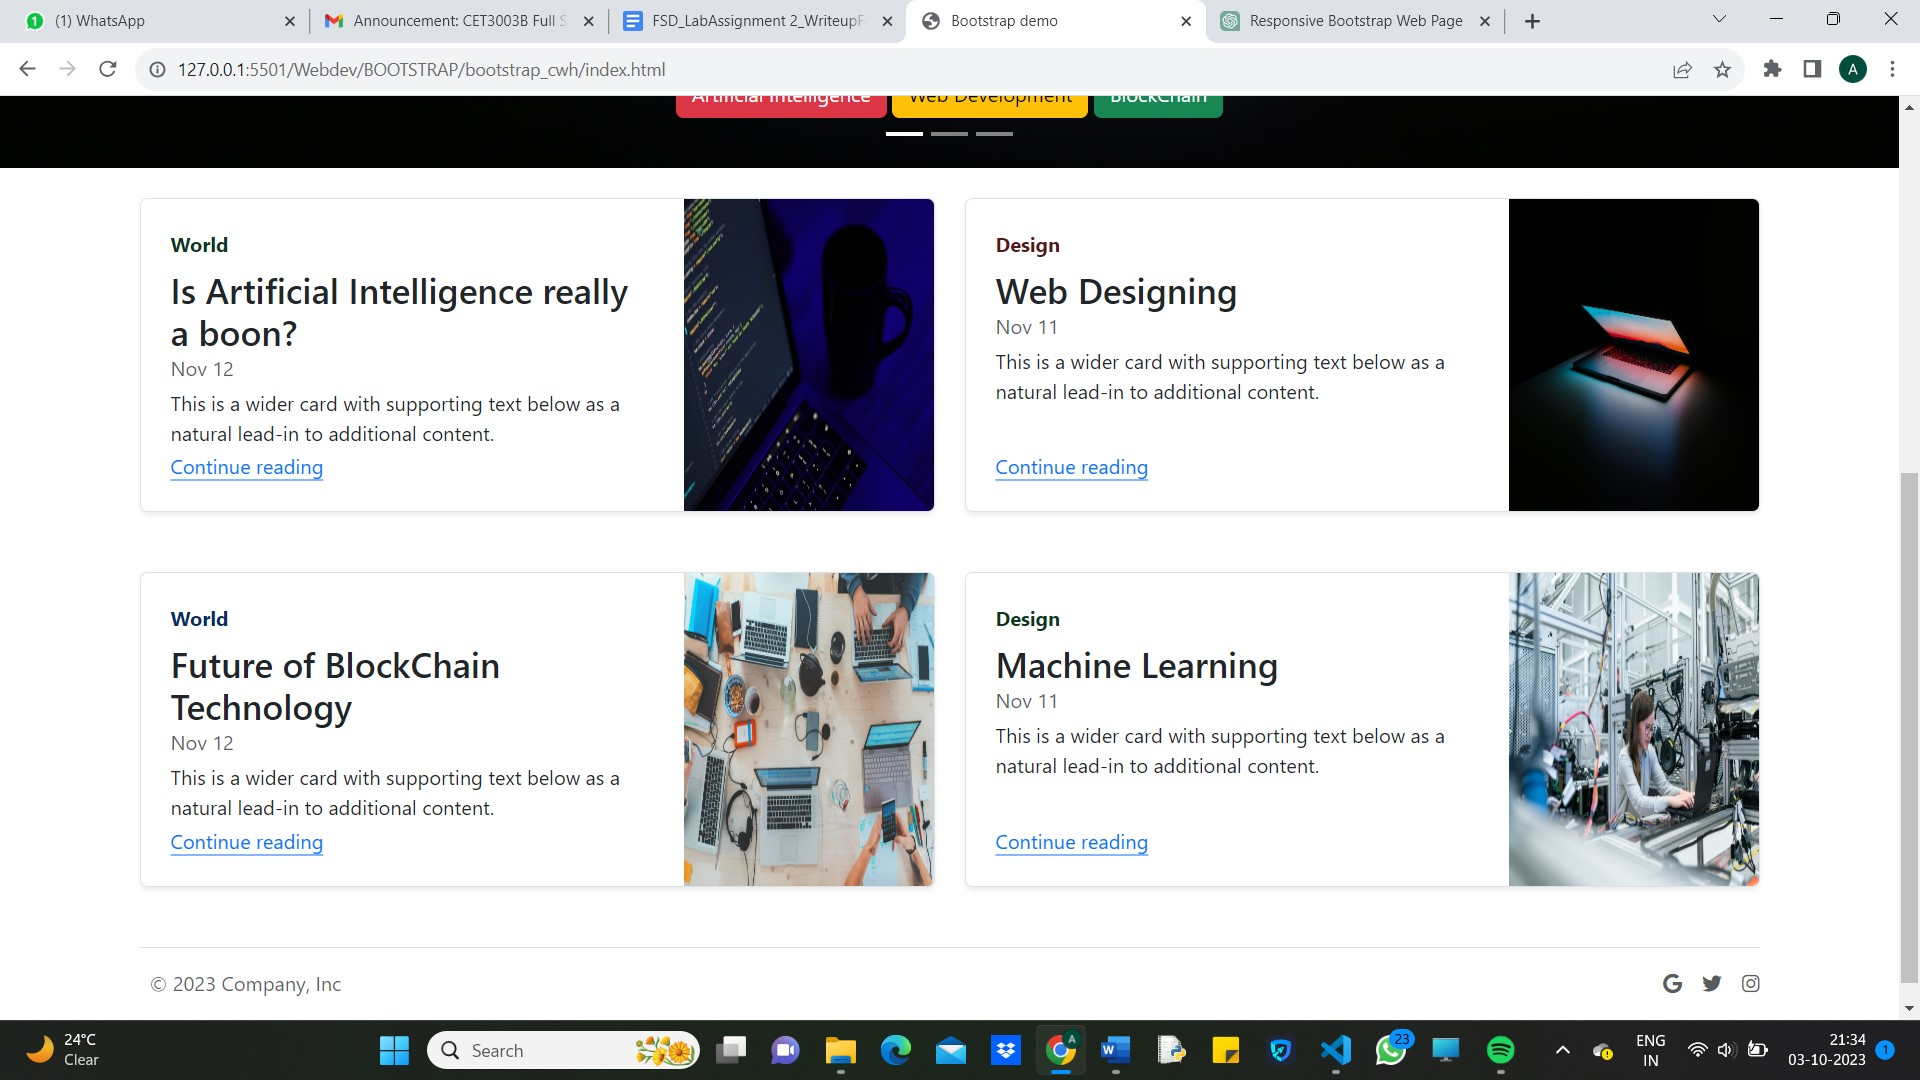 (1) WhatsApp
Announcement: CET3003B Full S
FSD_LabAssignment 2_WriteupF
Bootstrap demo
Responsive Bootstrap Web Page
127.0.0.1:5501/Webdev/BOOTSTRAP/bootstrap_cwh/index.html
A
Artificial Intelligence
Web Development
BlockChain
World
Is Artificial Intelligence really
a boon?
Nov 12
This is a wider card with supporting text below as a
natural lead-in to additional content.
Continue reading
Design
Web Designing
Nov 11
This is a wider card with supporting text below as a
natural lead-in to additional content.
Continue reading
World
Future of BlockChain
Technology
Nov 12
This is a wider card with supporting text below as a
natural lead-in to additional content.
Continue reading
Design
Machine Learning
Nov 11
This is a wider card with supporting text below as a
natural lead-in to additional content.
Continue reading
© 2023 Company, Inc
24°C
Clear
Search
A
23
ENG
IN
21:34
03-10-2023
1